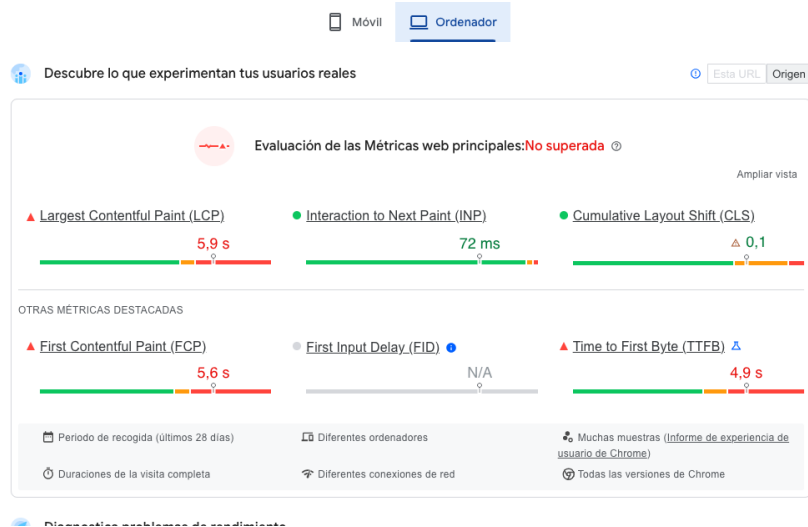 Móvil
Ordenador
Descubre lo que experimentan tus usuarios reales
Esta URL
Origen
Evaluación de las Métricas web principales:No superada
Ampliar vista
Largest Contentful Paint (LCP)
5,9 s
Interaction to Next Paint (INP)
72 ms
Cumulative Layout Shift (CLS)
0,1
OTRAS MÉTRICAS DESTACADAS
First Contentful Paint (FCP)
5,6 s
First Input Delay (FID)
N/A
Time to First Byte (TTFB)
4,9 s
Periodo de recogida (últimos 28 días)
Diferentes ordenadores
Muchas muestras (Informe de experiencia de
usuario de Chrome)
Duraciones de la visita completa
Diferentes conexiones de red
Todas las versiones de Chrome
Diagnostica problemas de rendimiento